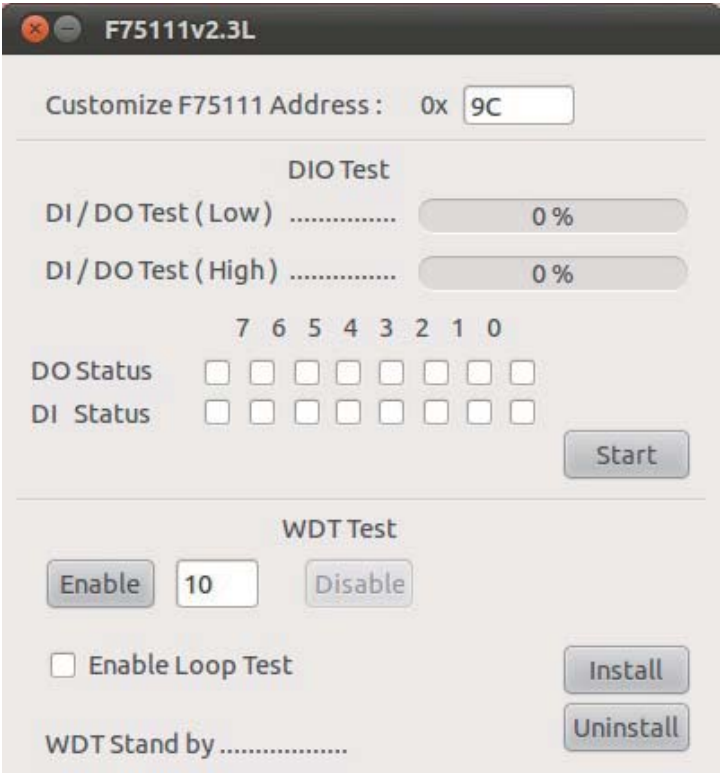 F75111v2.3L
Customize F75111 Address : 0x 9C
DIO Test
DI / DO Test ( Low ) ............... 0 %
DI / DO Test ( High ) ............... 0 %
7 6 5 4 3 2 1 0
DO Status
DI Status
Start
WDT Test
Enable 10 Disable
Enable Loop Test
Install
Uninstall
WDT Stand by ..................